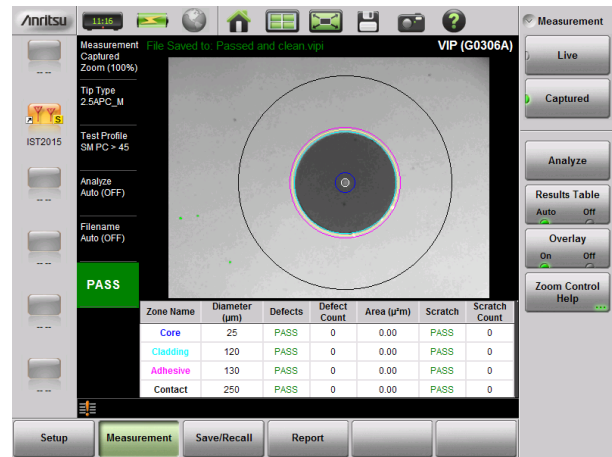 Anritsu
11:16
?
Measurement
Measurement
Captured
Zoom (100%)
File Saved to: Passed and clean.vipi
VIP (G0306A)
Live
-- --
Tip Type
2.5APC_M
Captured
S
IST2015
Test Profile
SM PC > 45
Analyze
-- --
Analyze
Auto (OFF)
Results Table
Auto Off
-- --
Filename
Auto (OFF)
Overlay
On Off
PASS
Zoom Control
Help
-- --
Zone Name Diameter (µm) Defects Defect Count Area (µ²m) Scratch Scratch Count
Core 25 PASS 0 0.00 PASS 0
Cladding 120 PASS 0 0.00 PASS 0
Adhesive 130 PASS 0 0.00 PASS 0
Contact 250 PASS 0 0.00 PASS 0
-- --
Setup Measurement Save/Recall Report